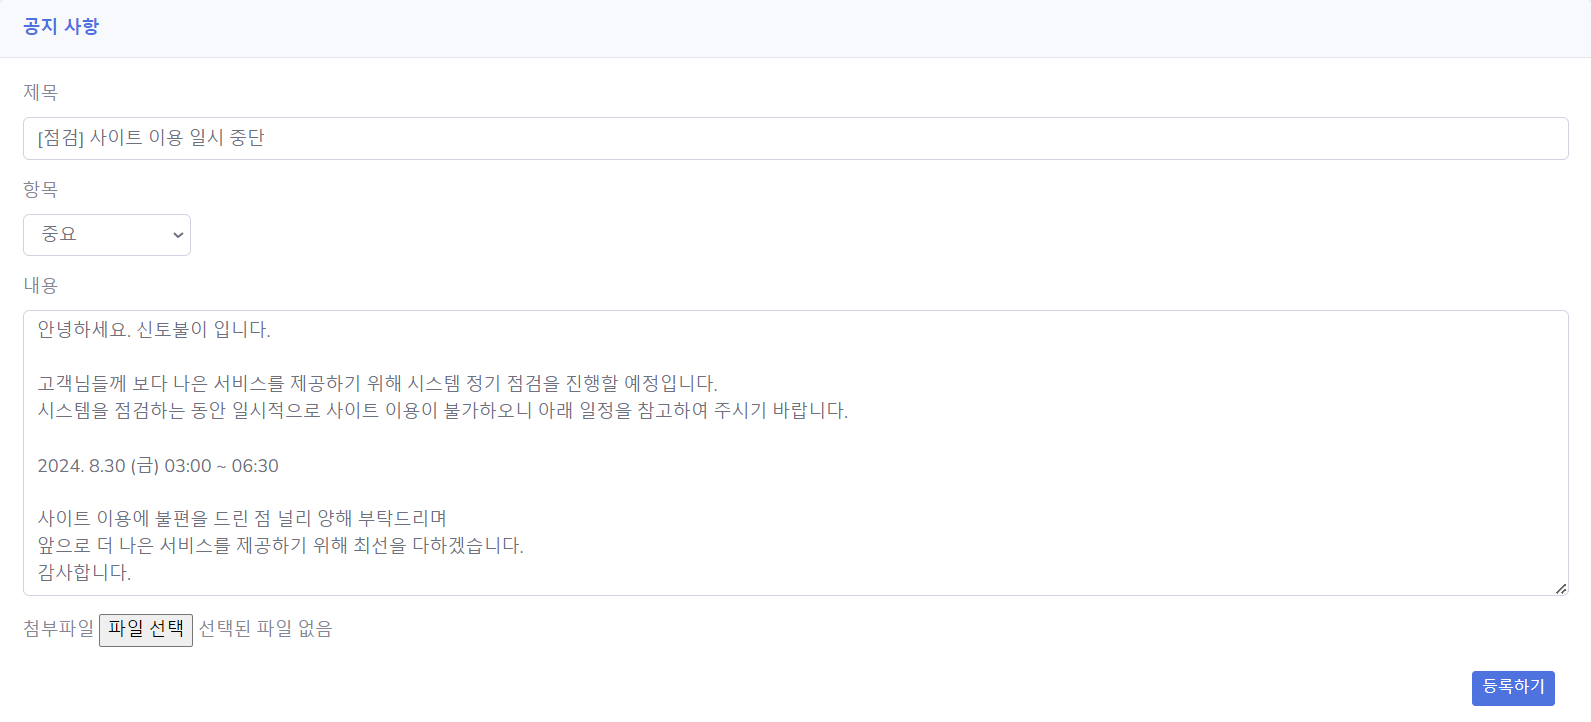 공지 사항
제목
[점검] 사이트 이용 일시 중단
항목
중요
내용
안녕하세요. 신토불이 입니다.
고객님들께 보다 나은 서비스를 제공하기 위해 시스템 정기 점검을 진행할 예정입니다.
시스템을 점검하는 동안 일시적으로 사이트 이용이 불가하오니 아래 일정을 참고하여 주시기 바랍니다.
2024. 8.30 (금) 03:00 ~ 06:30
사이트 이용에 불편을 드린 점 널리 양해 부탁드리며
앞으로 더 나은 서비스를 제공하기 위해 최선을 다하겠습니다.
감사합니다.
첨부파일 파일 선택 선택된 파일 없음
등록하기